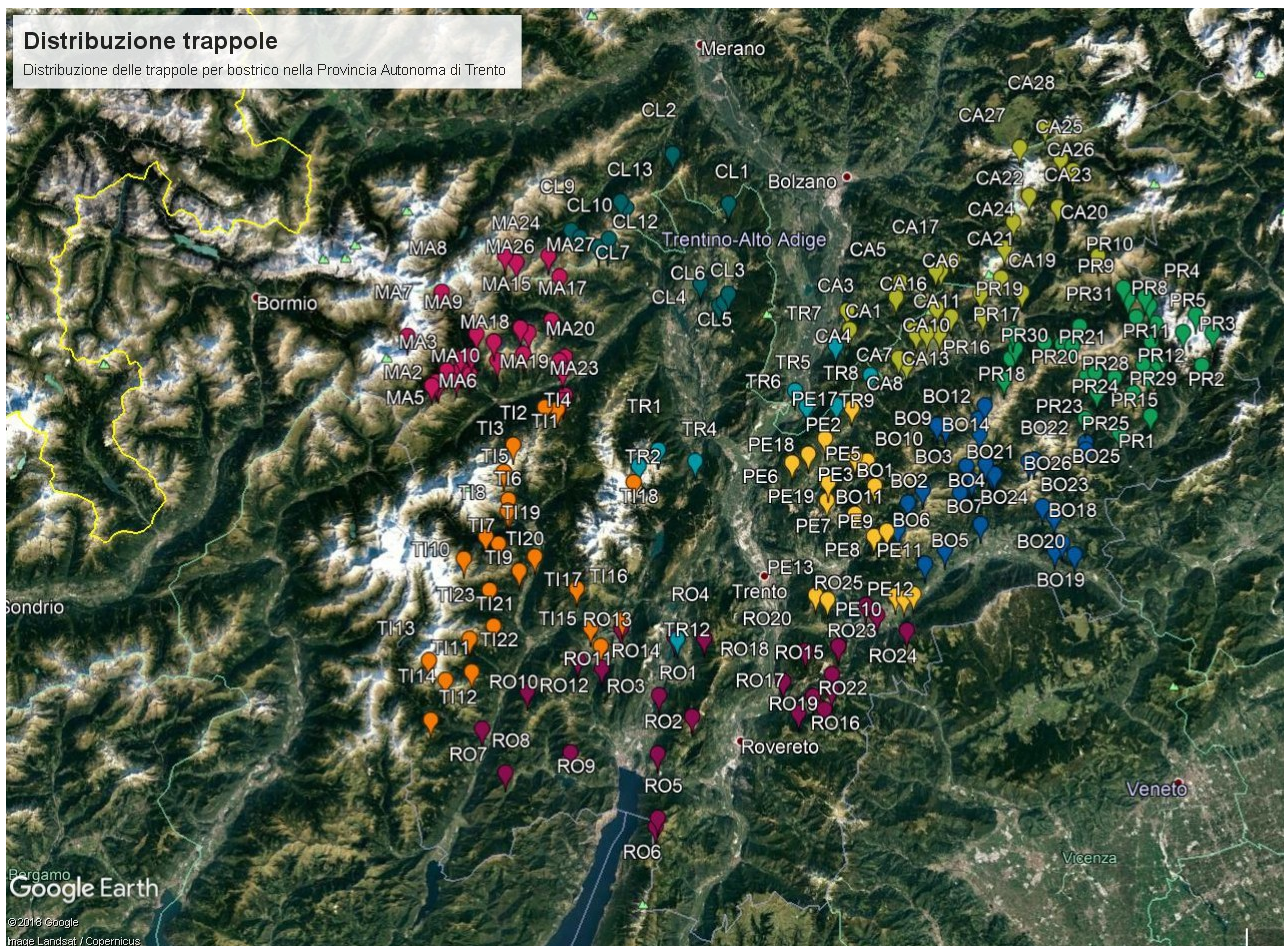 Distribuzione trappole
Distribuzione delle trappole per bostrico nella Provincia Autonoma di Trento
Merano
CA28
CL2
CA27
CA25
CA26
CL13
CL1
Bolzano
CA22
CA23
CL9
CL10
CL12
CA24
CA20
MA24
CA17
MA8
MA26
MA27
CL7
Trentino-Alto Adige
CA5
CA21
PR10
CA6
CA19
PR9
MA15
MA17
CL6
CL3
PR4
MA7
MA9
CL4
CA3
CA16
PR19
PR31
PR8
Bormio
CL5
TR7
CA1
CA11
PR5
MA18
MA20
CA10
PR17
PR11
PR3
MA3
CA4
PR30
PR21
MA10
MA19
CA7
CA13
PR16
PR20
PR12
MA2
MA6
MA23
TR5
TR8
PR18
PR28
PR29
PR2
MA5
TR6
CA8
PR24
TI4
TR1
PE17
TR9
BO12
PR15
TI2
TI1
PE2
BO9
BO14
PR23
PR25
TI3
TR4
BO10
BO22
PR1
PE18
TI5
TR2
PE5
BO3
BO21
BO26
BO25
TI6
PE6
PE3
BO1
BO2
BO4
BO23
TI8
TI18
PE19
BO11
BO24
TI19
BO7
BO18
TI7
PE7
PE9
BO6
TI20
BO5
BO20
TI10
TI9
PE8
PE11
PE13
TI16
BO19
TI17
RO25
PE12
TI23
RO4
Trento
Sondrio
TI21
PE10
TI15
RO13
RO20
TI13
TR12
RO23
TI22
TI11
RO14
RO18
RO15
RO24
RO11
TI14
RO1
RO17
RO10
RO12
RO3
RO22
TI12
RO19
RO2
RO16
RO8
Rovereto
RO7
RO9
RO5
Veneto
RO6
Vicenza
Bergamo
Google Earth
©2018 Google
Image Landsat / Copernicus